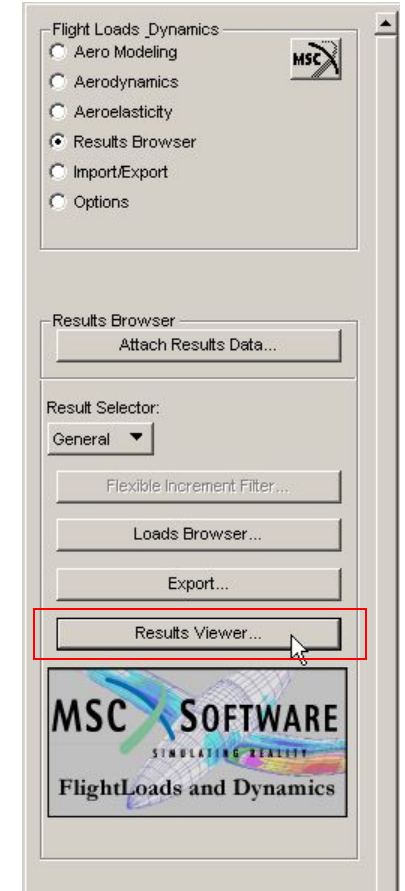 Flight Loads _Dynamics
Aero Modeling
MSC
Aerodynamics
Aeroelasticity
Results Browser
Import/Export
Options
Results Browser
Attach Results Data...
Result Selector:
General
Flexible Increment Filter...
Loads Browser...
Export...
Results Viewer...
MSC SOFTWARE
SIMULATING REALITY
FlightLoads and Dynamics